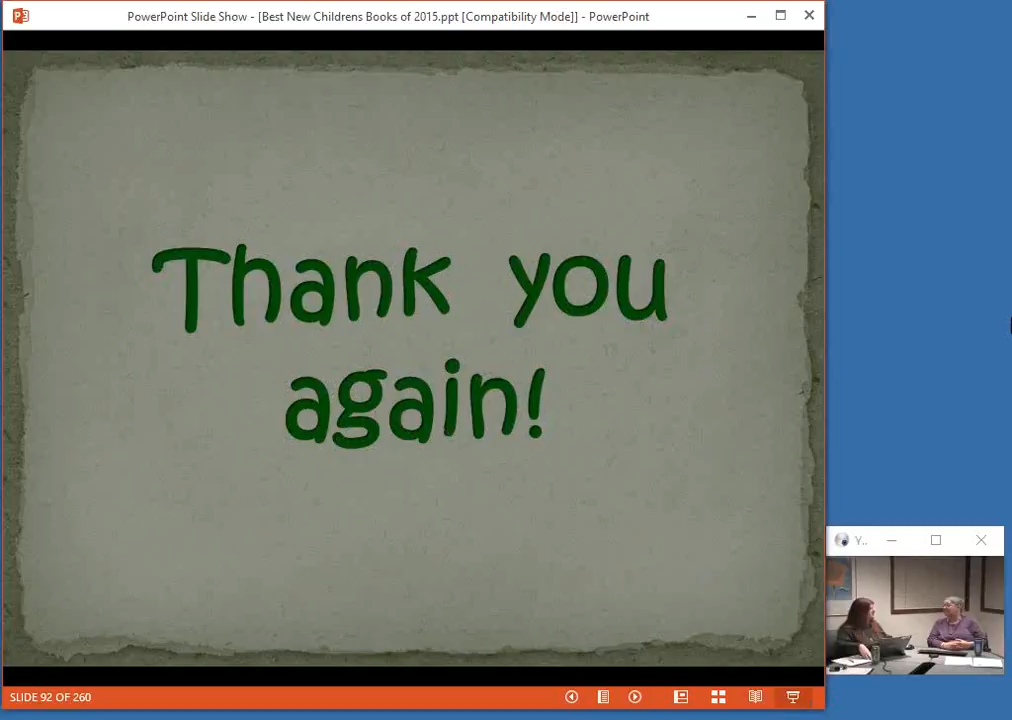 PowerPoint Slide Show - [Best New Childrens Books of 2015.ppt [Compatibility Mode]] - PowerPoint
Thank you
again!
Y..
SLIDE 92 OF 260